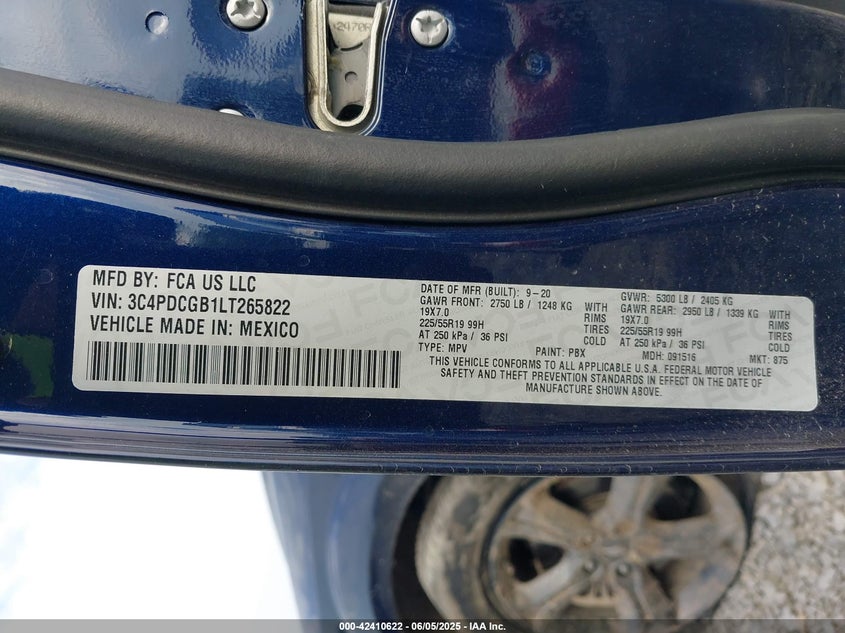 MFD BY: FCA US LLC
VIN: 3C4PDCGB1LT265822
VEHICLE MADE IN: MEXICO
DATE OF MFR (BUILT): 9-20
GVWR: 5300 LB / 2405 KG
GAWR FRONT: 2750 LB / 1248 KG WITH
GAWR REAR: 2950 LB / 1339 KG WITH
19X7.0 RIMS
19X7.0 RIMS
225/55R19 99H TIRES
225/55R19 99H TIRES
AT 250 kPa / 36 PSI COLD
AT 250 kPa / 36 PSI COLD
TYPE: MPV PAINT: PBX MDH: 091516 MKT: 875
THIS VEHICLE CONFORMS TO ALL APPLICABLE U.S.A. FEDERAL MOTOR VEHICLE
SAFETY AND THEFT PREVENTION STANDARDS IN EFFECT ON THE DATE OF
MANUFACTURE SHOWN ABOVE.
000-42410622 - 06/05/2025 - IAA Inc.